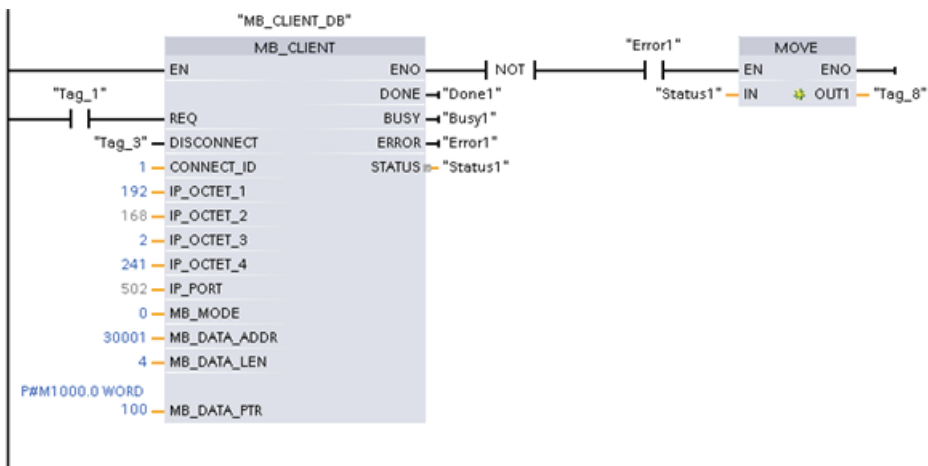 "MB_CLIENT_DB"
MB_CLIENT
"Error1"
MOVE
EN
ENO
NOT
EN
ENO
"Tag_1"
DONE
"Done1"
"Status1"
IN
OUT1
"Tag_8"
REQ
BUSY
"Busy1"
"Tag_3"
DISCONNECT
ERROR
"Error1"
1
CONNECT_ID
STATUS
"Status1"
192
IP_OCTET_1
168
IP_OCTET_2
2
IP_OCTET_3
241
IP_OCTET_4
502
IP_PORT
0
MB_MODE
30001
MB_DATA_ADDR
4
MB_DATA_LEN
P#M1000.0 WORD
100
MB_DATA_PTR